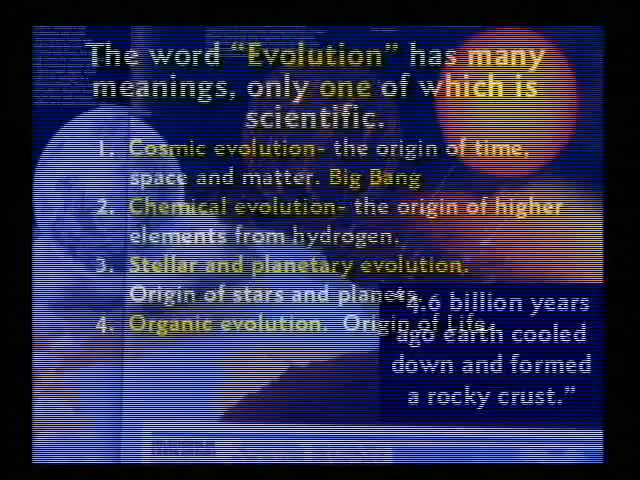 The word “Evolution” has many
meanings, only one of which is
scientific.
1. Cosmic evolution- the origin of time,
space and matter. Big Bang
2. Chemical evolution- the origin of higher
elements from hydrogen.
3. Stellar and planetary evolution.
Origin of stars and planets.
4. Organic evolution. Origin of Life.
“4.6 billion years
ago earth cooled
down and formed
a rocky crust.”